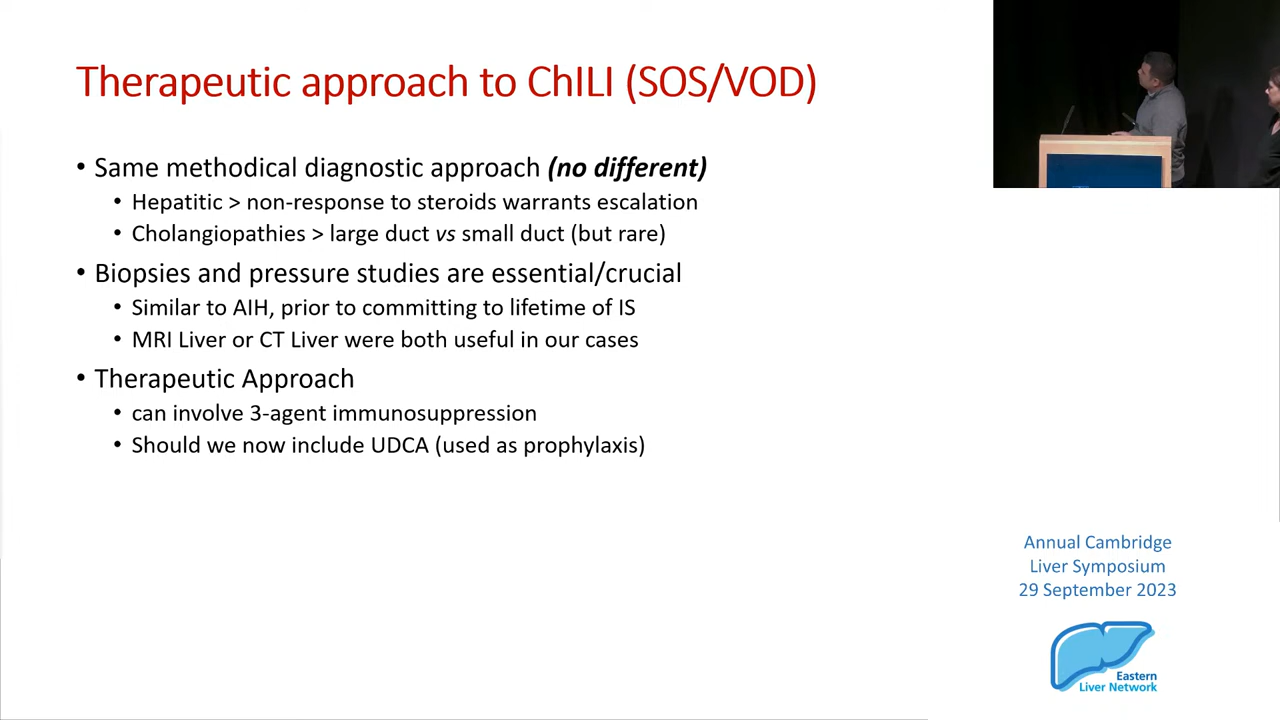 Therapeutic approach to ChILI (SOS/VOD)
• Same methodical diagnostic approach (no different)
• Hepatitic > non-response to steroids warrants escalation
• Cholangiopathies > large duct vs small duct (but rare)
• Biopsies and pressure studies are essential/crucial
• Similar to AIH, prior to committing to lifetime of IS
• MRI Liver or CT Liver were both useful in our cases
• Therapeutic Approach
• can involve 3-agent immunosuppression
• Should we now include UDCA (used as prophylaxis)
Annual Cambridge
Liver Symposium
29 September 2023
Eastern
Liver Network